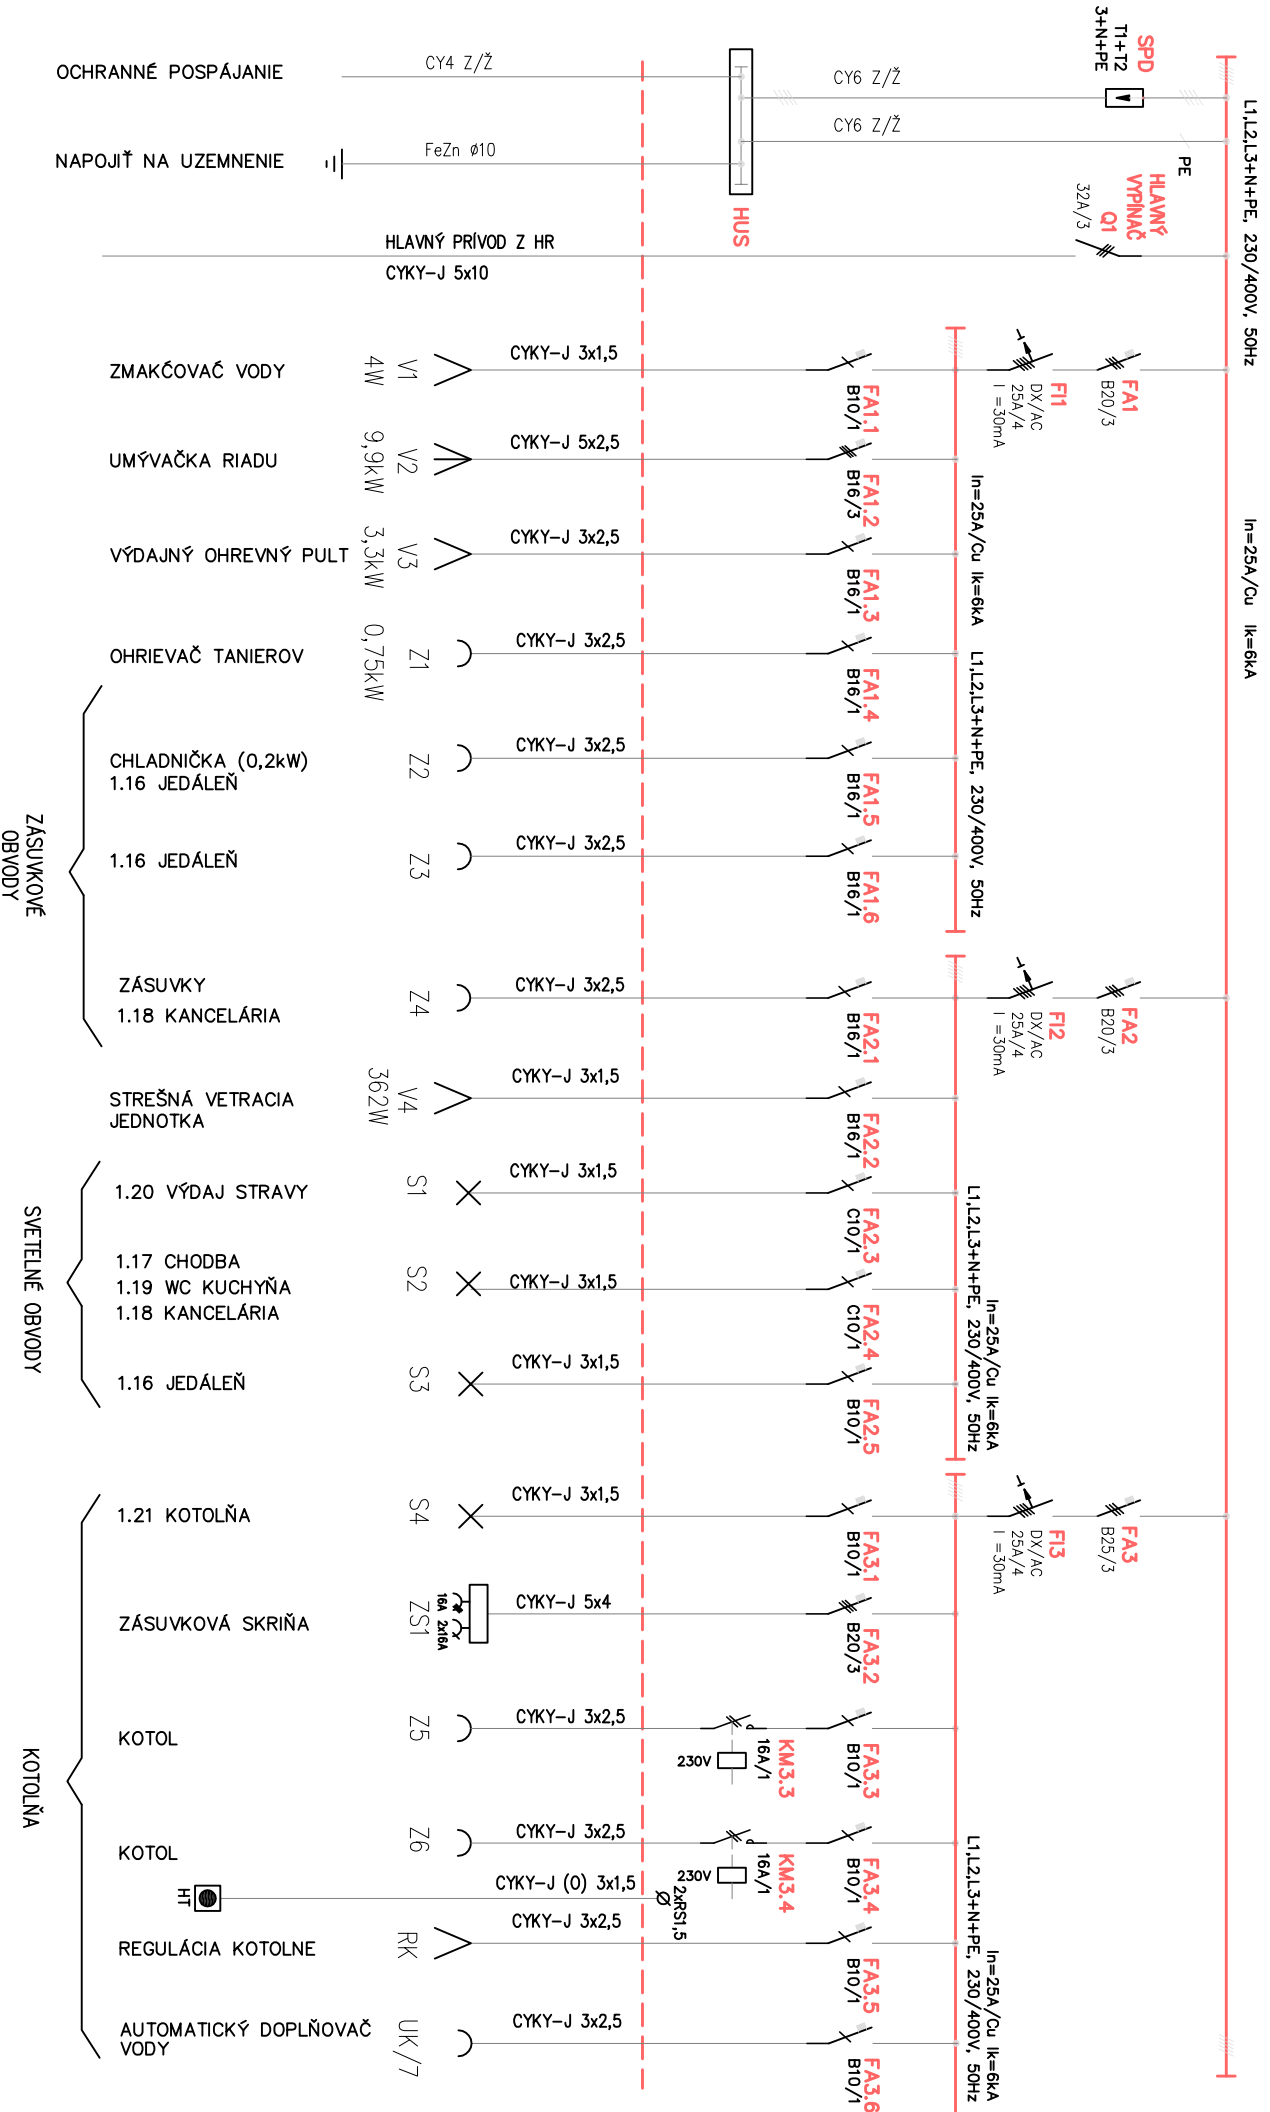 OCHRANNÉ POSPÁJANIE
CY4 Z/Ž
CY6 Z/Ž
SPD
T1+T2
3+N+PE
L1,L2,L3+N+PE, 230/400V, 50Hz
NAPOJIŤ NA UZEMNENIE
FeZn ø10
HUS
CY6 Z/Ž
PE
HLAVNÝ PRÍVOD Z HR
CYKY-J 5x10
HLAVNÝ
VYPÍNAČ
Q1
32A/3
In=25A/Cu Ik=6kA
ZMAKČOVAČ VODY
V1
4W
CYKY-J 3x1,5
FA1.1
B10/1
FI1
DX/AC
25A/4
I =30mA
FA1
B20/3
UMÝVAČKA RIADU
V2
9,9kW
CYKY-J 5x2,5
FA1.2
B16/3
In=25A/Cu Ik=6kA
L1,L2,L3+N+PE, 230/400V, 50Hz
VÝDAJNÝ OHREVNÝ PULT
V3
3,3kW
CYKY-J 3x2,5
FA1.3
B16/1
OHRIEVAČ TANIEROV
Z1
0,75kW
CYKY-J 3x2,5
FA1.4
B16/1
ZÁSUVKOVÉ
OBVODY
CHLADNIČKA (0,2kW)
1.16 JEDÁLEŇ
Z2
CYKY-J 3x2,5
FA1.5
B16/1
1.16 JEDÁLEŇ
Z3
CYKY-J 3x2,5
FA1.6
B16/1
ZÁSUVKY
1.18 KANCELÁRIA
Z4
CYKY-J 3x2,5
FA2.1
B16/1
FI2
DX/AC
25A/4
I =30mA
FA2
B20/3
STREŠNÁ VETRACIA
JEDNOTKA
V4
362W
CYKY-J 3x1,5
FA2.2
B16/1
SVETELNÉ OBVODY
1.20 VÝDAJ STRAVY
S1
CYKY-J 3x1,5
FA2.3
C10/1
In=25A/Cu Ik=6kA
L1,L2,L3+N+PE, 230/400V, 50Hz
1.17 CHODBA
1.19 WC KUCHYŇA
1.18 KANCELÁRIA
S2
CYKY-J 3x1,5
FA2.4
C10/1
1.16 JEDÁLEŇ
S3
CYKY-J 3x1,5
FA2.5
B10/1
KOTOLŇA
1.21 KOTOLŇA
S4
CYKY-J 3x1,5
FA3.1
B10/1
FI3
DX/AC
25A/4
I =30mA
FA3
B25/3
ZÁSUVKOVÁ SKRIŇA
ZS1
16A 2x16A
CYKY-J 5x4
FA3.2
B20/3
KOTOL
Z5
CYKY-J 3x2,5
230V
KM3.3
16A/1
FA3.3
B10/1
KOTOL
Z6
CYKY-J 3x2,5
230V
KM3.4
16A/1
FA3.4
B10/1
In=25A/Cu Ik=6kA
L1,L2,L3+N+PE, 230/400V, 50Hz
HT
CYKY-J (O) 3x1,5
2xRS1,5
REGULÁCIA KOTOLNE
RK
CYKY-J 3x2,5
FA3.5
B10/1
AUTOMATICKÝ DOPLŇOVAČ
VODY
UK/7
CYKY-J 3x2,5
FA3.6
B10/1